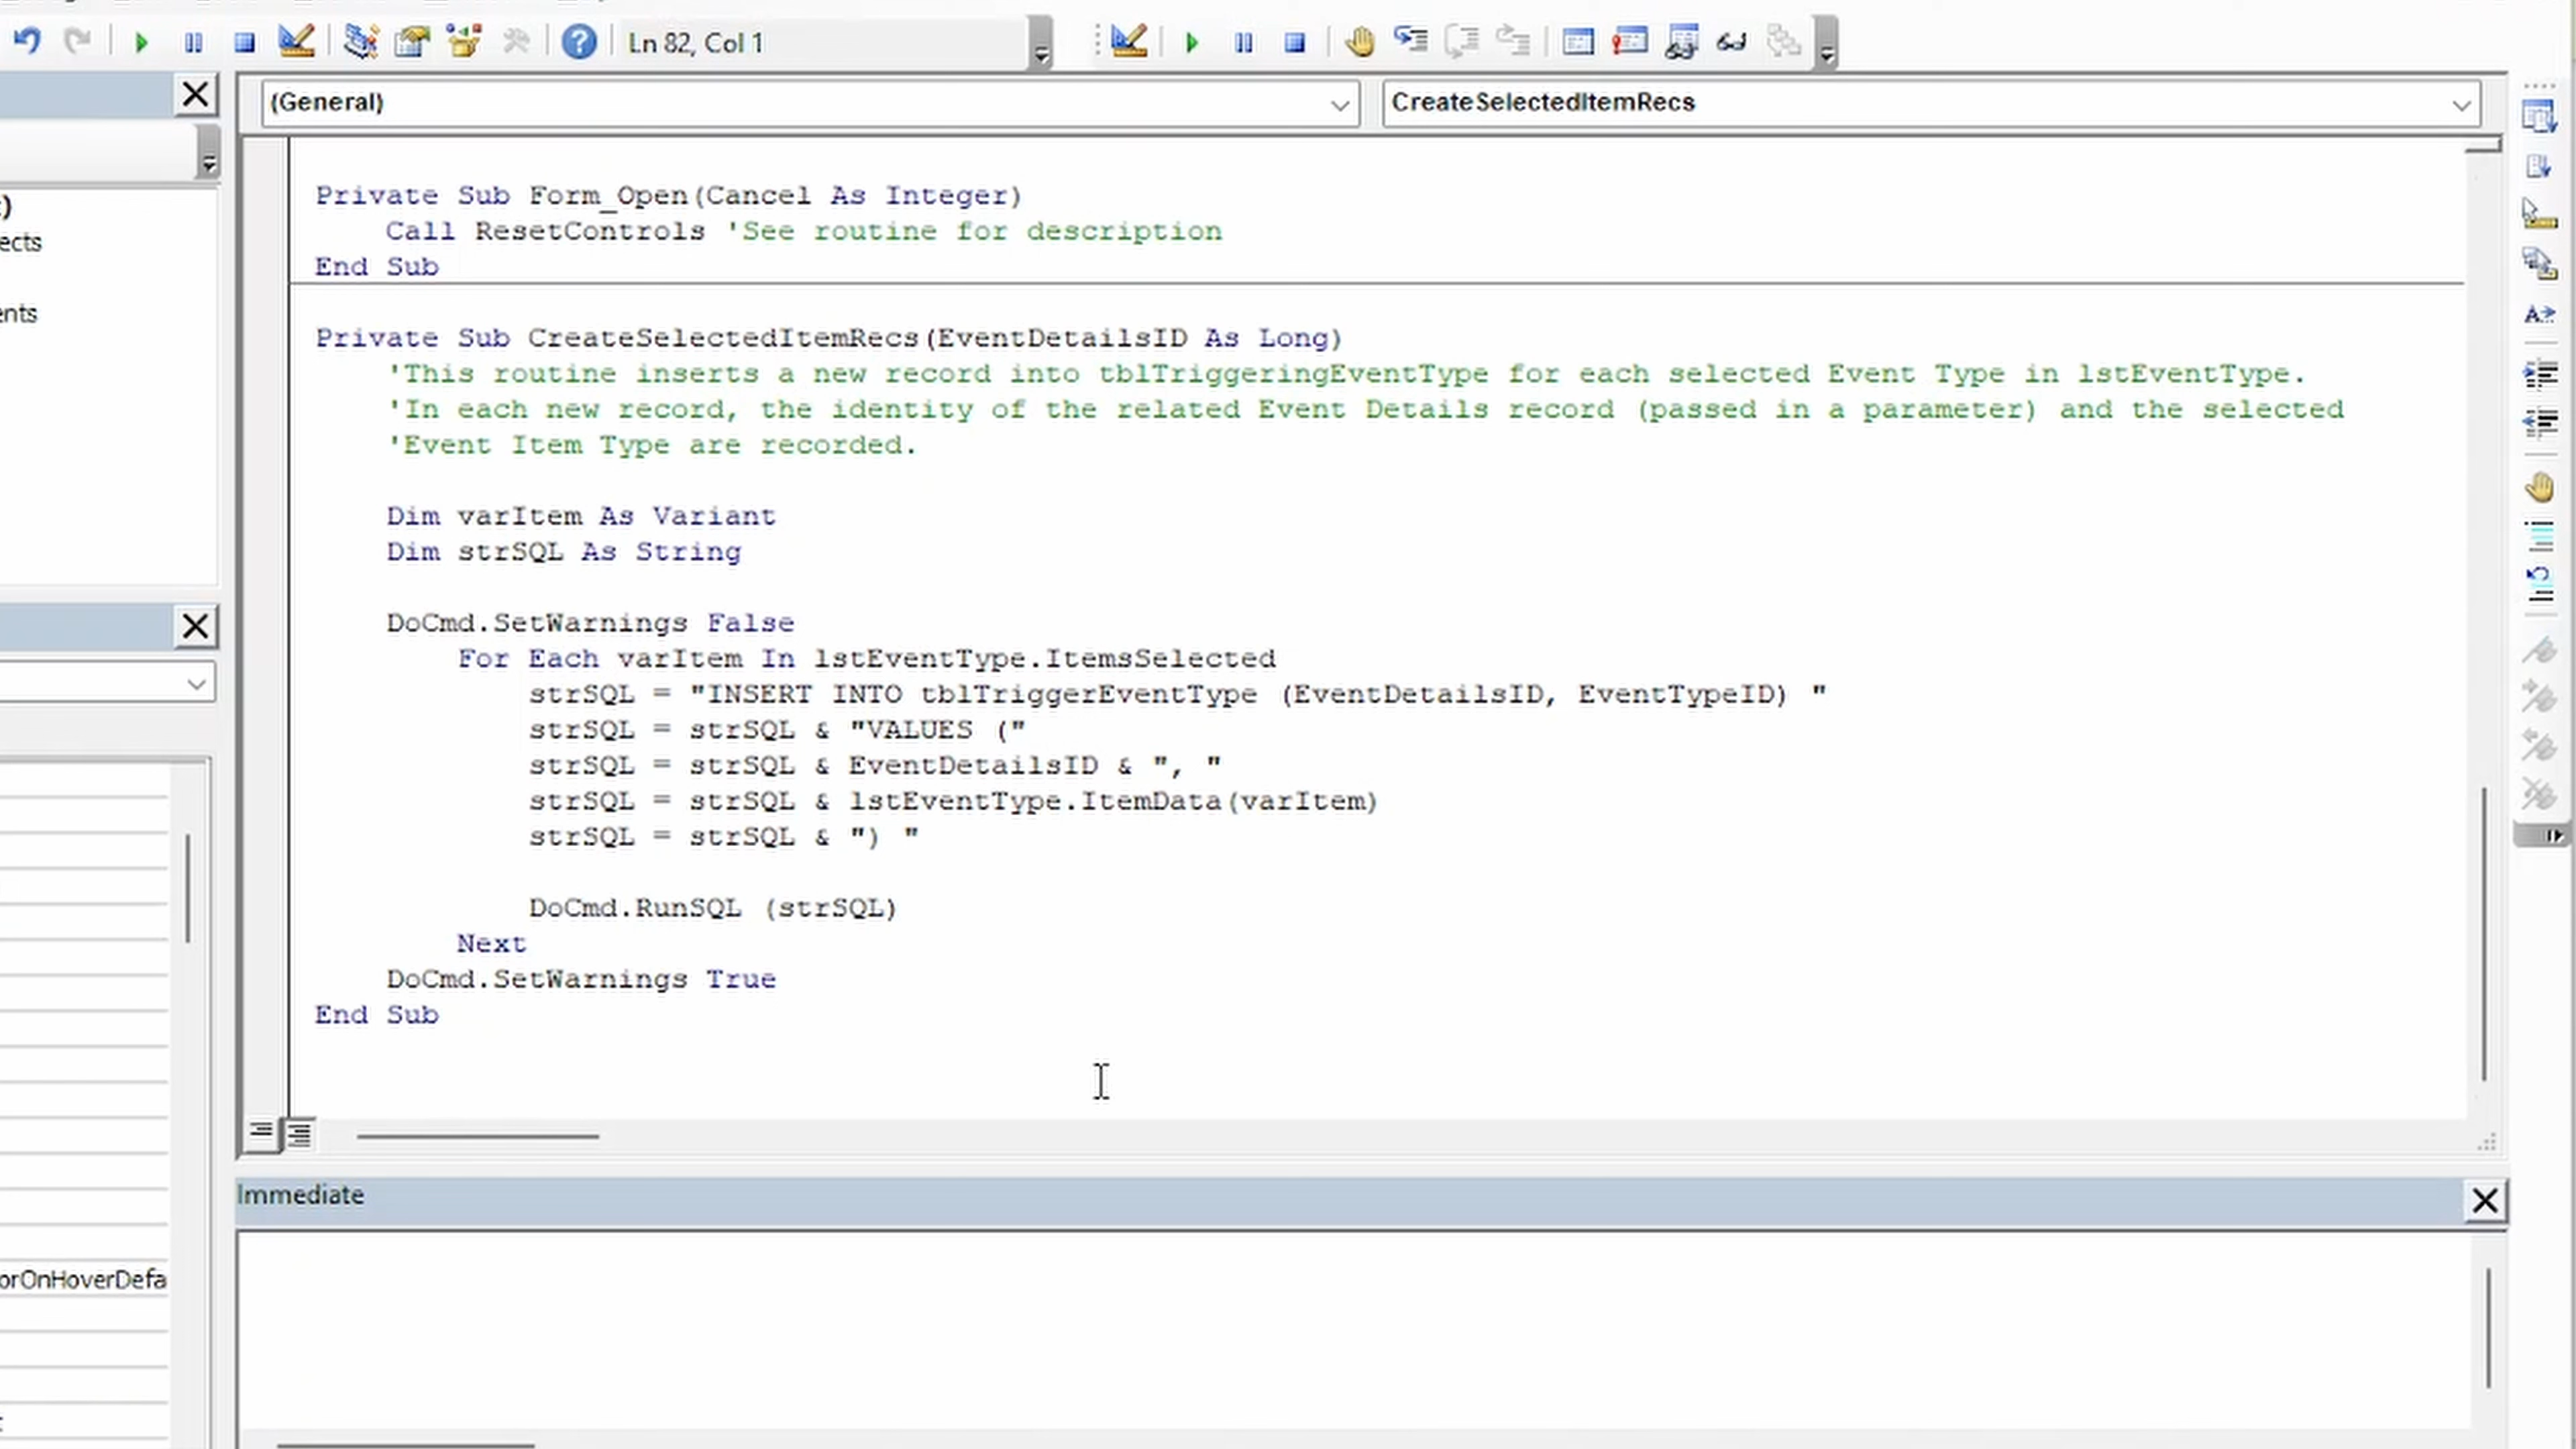 Ln 82, Col 1
(General)
CreateSelectedItemRecs
Private Sub Form_Open(Cancel As Integer)
Call ResetControls 'See routine for description
End Sub
Private Sub CreateSelectedItemRecs(EventDetailsID As Long)
'This routine inserts a new record into tblTriggeringEventType for each selected Event Type in lstEventType.
'In each new record, the identity of the related Event Details record (passed in a parameter) and the selected
'Event Item Type are recorded.
Dim varItem As Variant
Dim strSQL As String
DoCmd.SetWarnings False
For Each varItem In lstEventType.ItemsSelected
strSQL = "INSERT INTO tblTriggerEventType (EventDetailsID, EventTypeID) "
strSQL = strSQL & "VALUES ("
strSQL = strSQL & EventDetailsID & ", "
strSQL = strSQL & lstEventType.ItemData(varItem)
strSQL = strSQL & ") "
DoCmd.RunSQL (strSQL)
Next
DoCmd.SetWarnings True
End Sub
Immediate
ects
ents
orOnHoverDefa